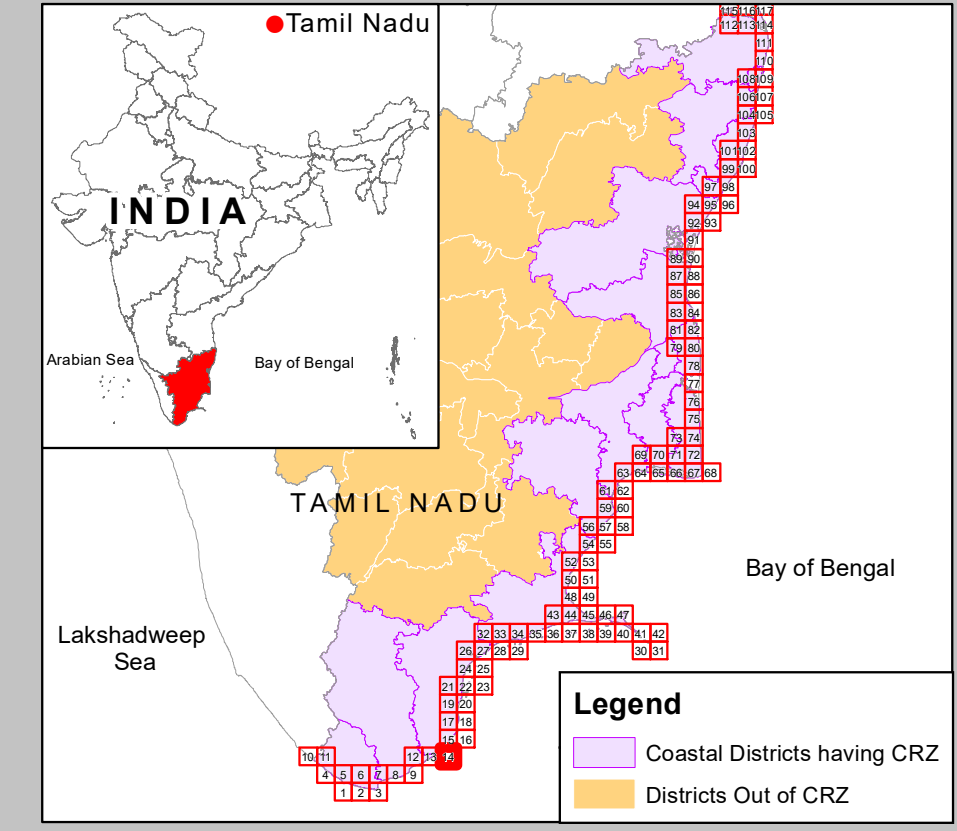 Tamil Nadu
INDIA
Arabian Sea
Bay of Bengal
115 116 117
112 113 114
111
110
108 109
106 107
104 105
103
101 102
99 100
97 98
94 95 96
92 93
91
89 90
87 88
85 86
83 84
81 82
79 80
78
77
76
75
73 74
69 70 71 72
63 64 65 66 67 68
61 62
TAMIL NADU
59 60
56 57 58
54 55
52 53
Bay of Bengal
50 51
48 49
43 44 45 46 47
Lakshadweep
Sea
32 33 34 35 36 37 38 39 40 41 42
26 27 28 29 30 31
24 25
21 22 23
19 20
17 18
15 16
10 11 12 13 14
4 5 6 7 8 9
1 2 3
Legend
Coastal Districts having CRZ
Districts Out of CRZ